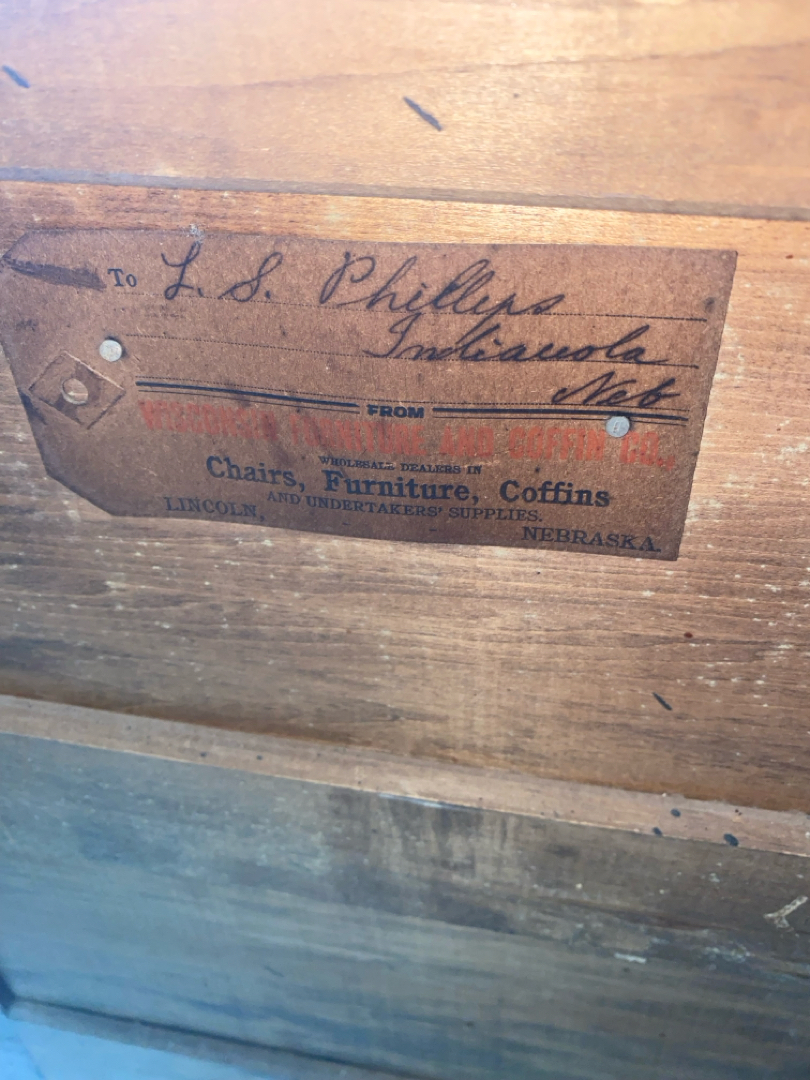 To L. S. Phillips
Indianola
Neb
FROM
WISCONSIN FURNITURE AND COFFIN CO.,
WHOLESALE DEALERS IN
Chairs, Furniture, Coffins
AND UNDERTAKERS' SUPPLIES.
LINCOLN, NEBRASKA.